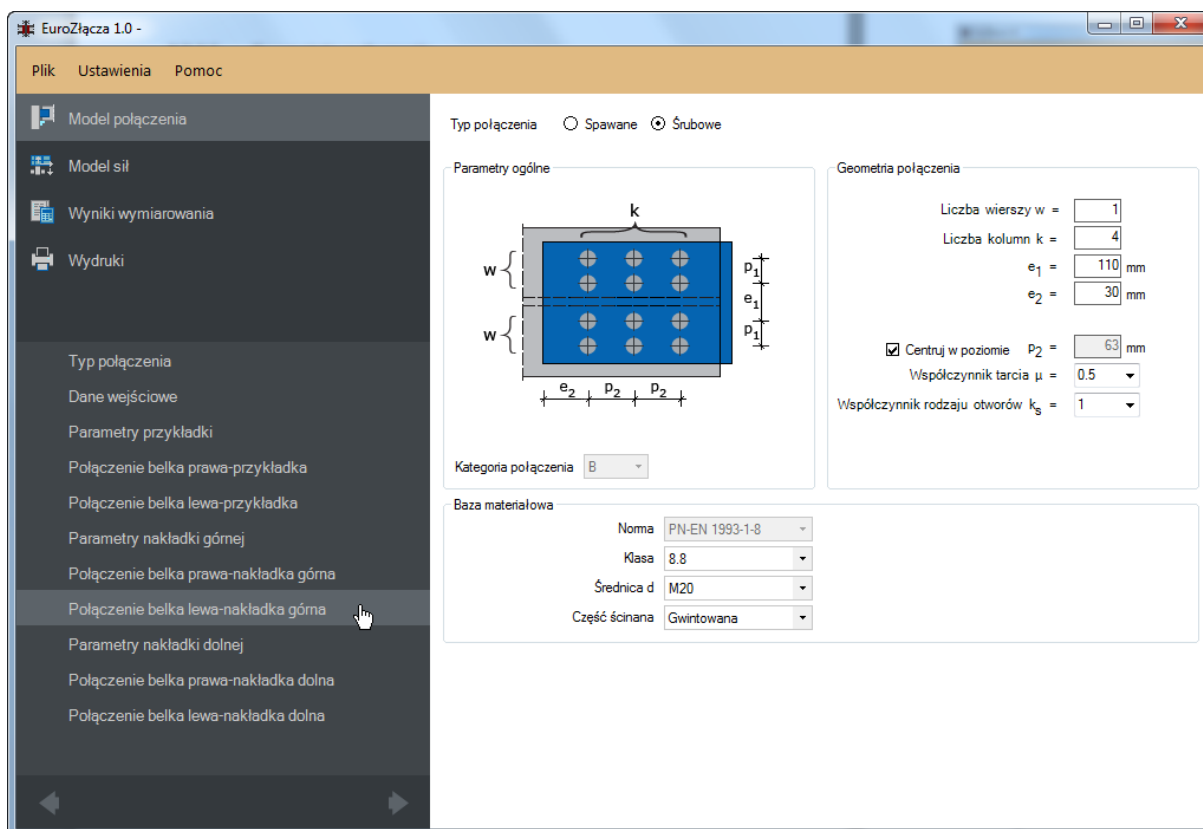 EuroZłącza 1.0 -
Plik Ustawienia Pomoc
Model połączenia
Model sił
Wyniki wymiarowania
Wydruki
Typ połączenia
Dane wejściowe
Parametry przykładki
Połączenie belka prawa-przykładka
Połączenie belka lewa-przykładka
Parametry nakładki górnej
Połączenie belka prawa-nakładka górna
Połączenie belka lewa-nakładka górna
Parametry nakładki dolnej
Połączenie belka prawa-nakładka dolna
Połączenie belka lewa-nakładka dolna
Typ połączenia Spawane Śrubowe
Parametry ogólne
k
w
w
p1
e1
p1
e2 p2 p2
Kategoria połączenia B
Geometria połączenia
Liczba wierszy w = 1
Liczba kolumn k = 4
e1 = 110 mm
e2 = 30 mm
Centruj w poziomie p2 = 63 mm
Współczynnik tarcia μ = 0.5
Współczynnik rodzaju otworów ks = 1
Baza materiałowa
Norma PN-EN 1993-1-8
Klasa 8.8
Średnica d M20
Część ścinana Gwintowana